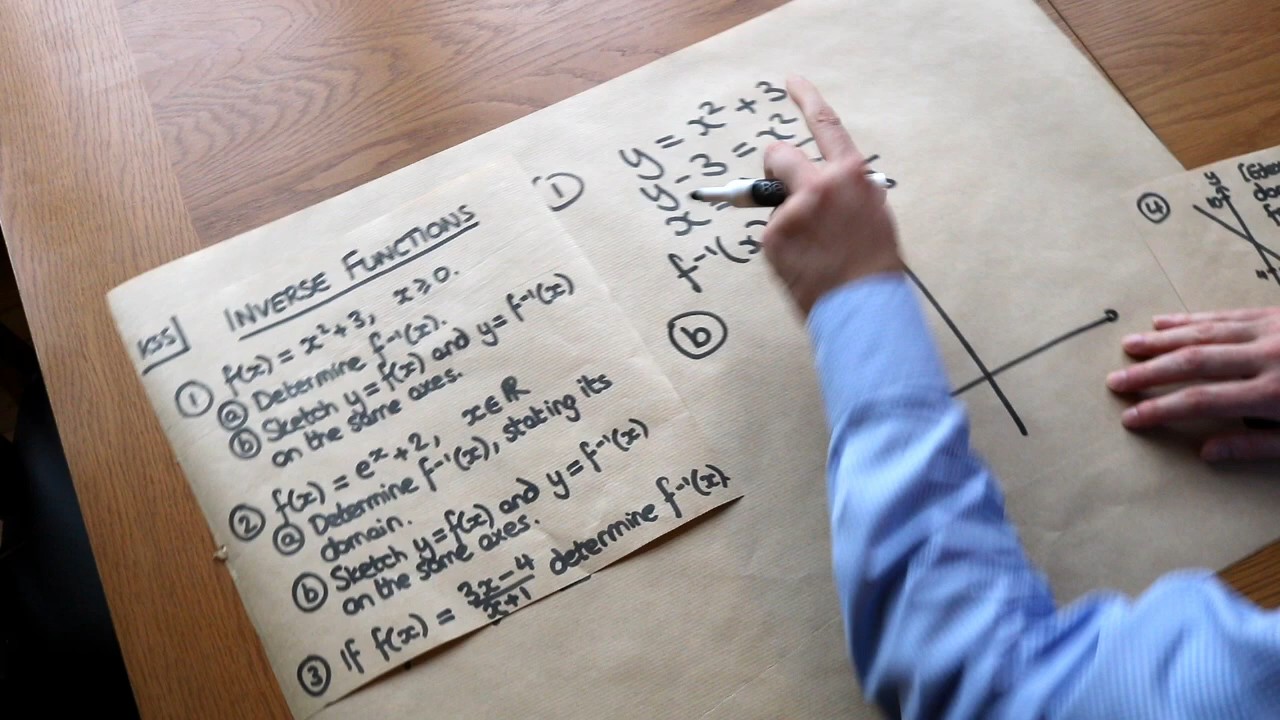 K55
INVERSE FUNCTIONS
① f(x) = x²+3, x⩾0.
ⓐ Determine f⁻¹(x).
ⓑ Sketch y=f(x) and y=f⁻¹(x)
on the same axes.
② f(x) = eˣ+2, x∈ℝ
ⓐ Determine f⁻¹(x), stating its
domain.
ⓑ Sketch y=f(x) and y=f⁻¹(x)
on the same axes.
③ If f(x) = 3x-4/x+1 determine f⁻¹(x).
①
y = x² + 3
y-3 = x²
x =
f⁻¹(x)
ⓑ
④